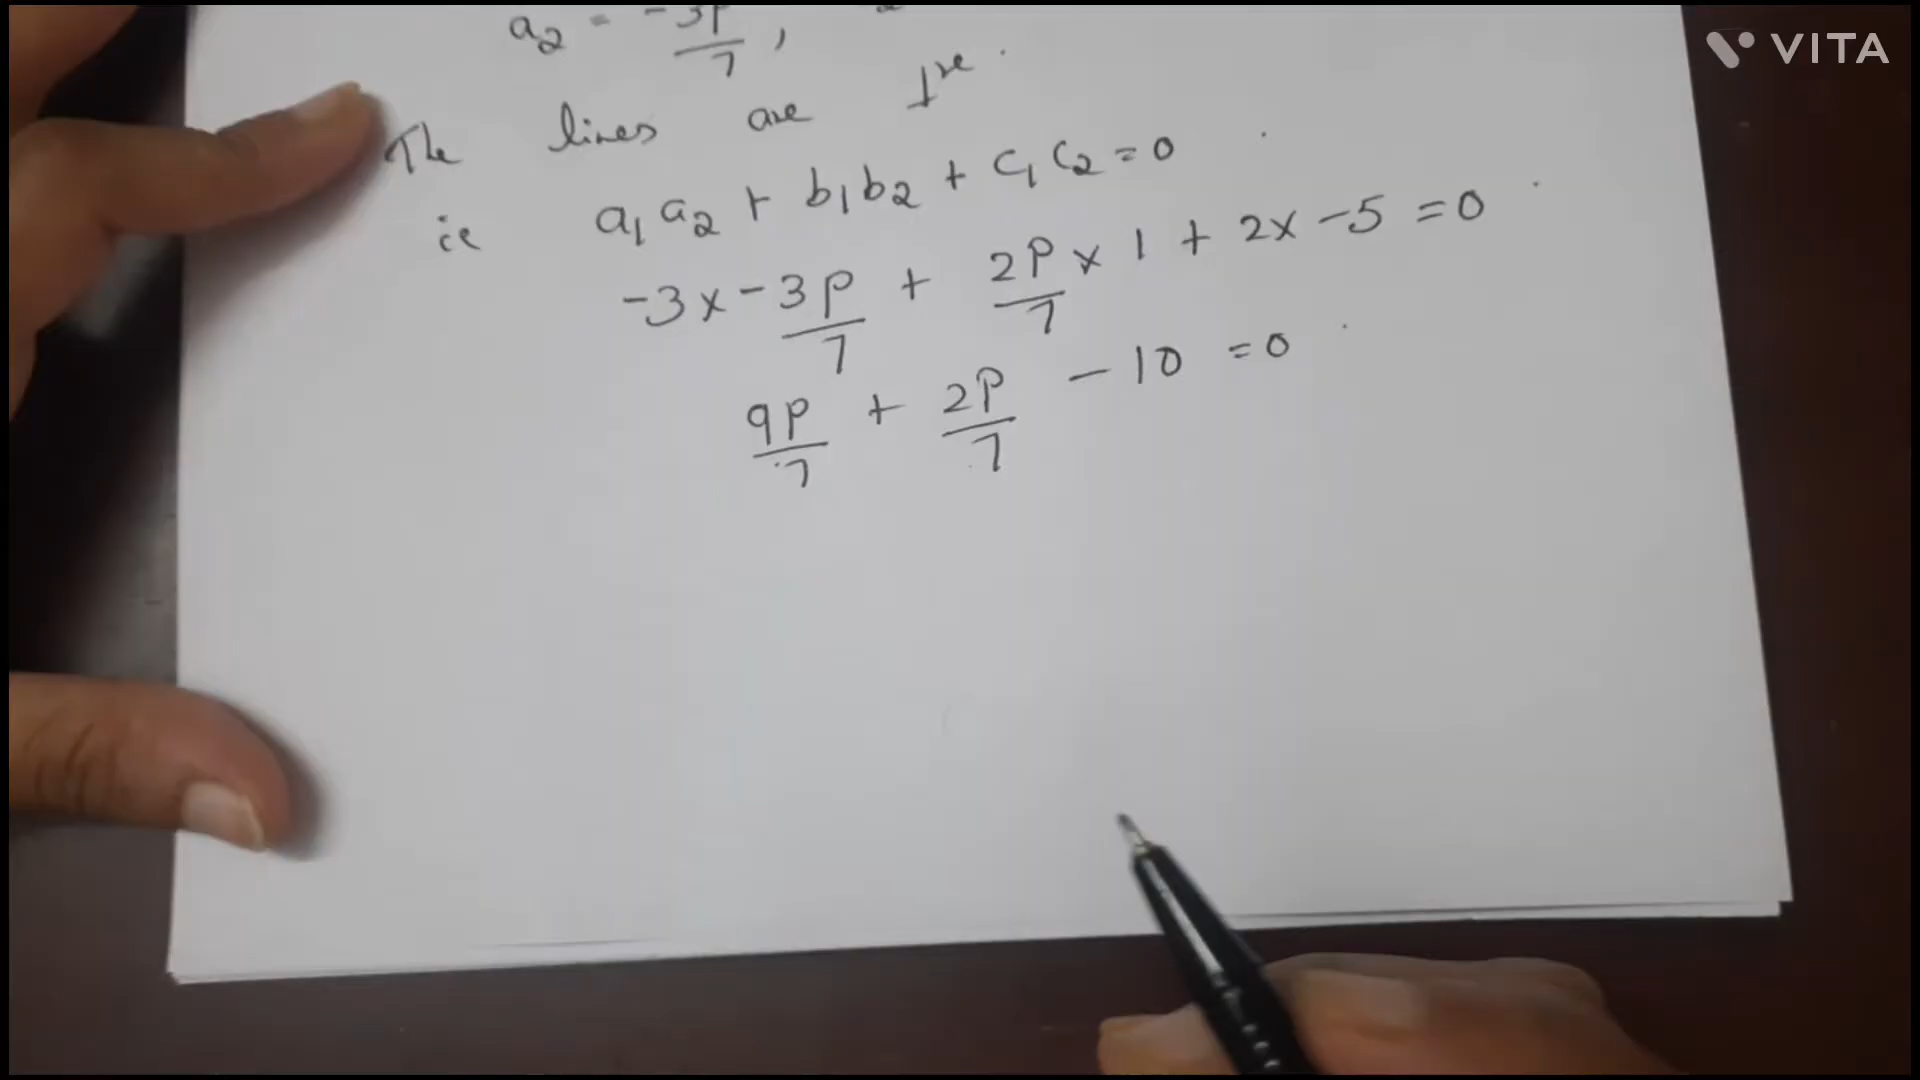 VITA
a₂ = -3P/7 ,
The lines are ⊥re .
ie a₁a₂ + b₁b₂ + c₁c₂ = 0
-3 x -3P/7 + 2P/7 x 1 + 2x -5 = 0
9P/7 + 2P/7 - 10 = 0